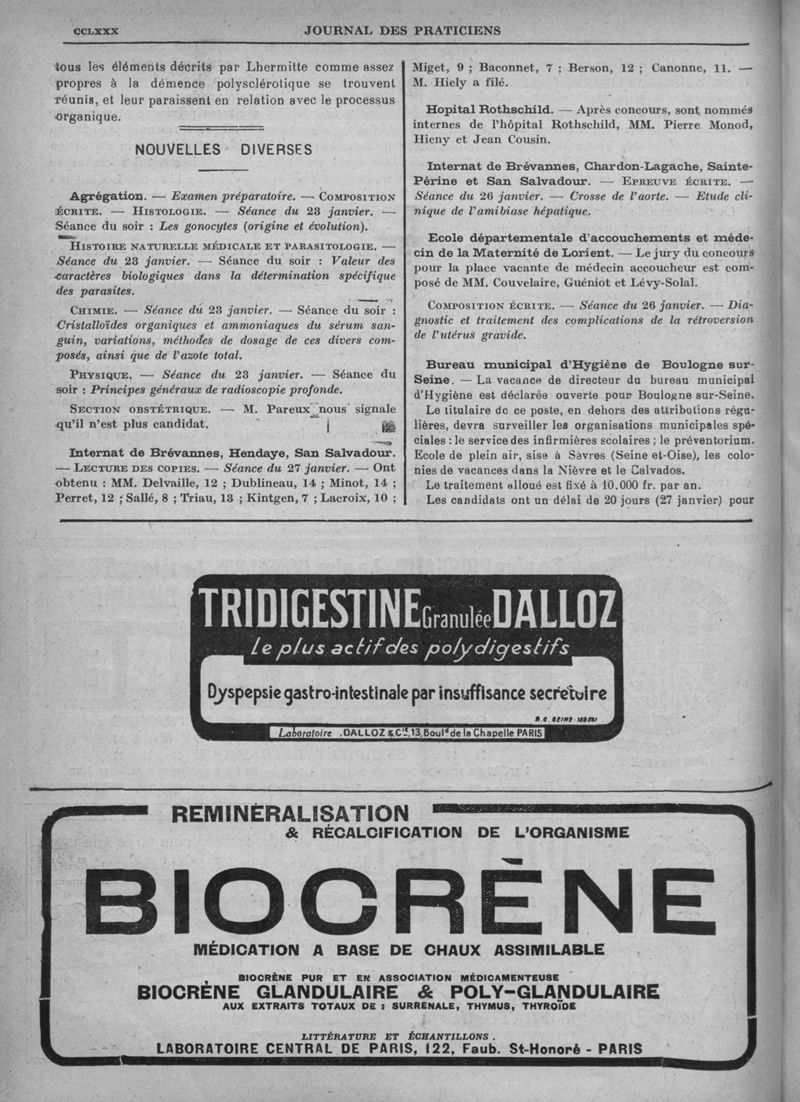 CCLXXX
JOURNAL DES PRATICIENS
tous les éléments décrits par Lhermitte comme assez
propres à la démence polysclérotique se trouvent
réunis, et leur paraissent en relation avec le processus
organique.
NOUVELLES DIVERSES
Agrégation. — Examen préparatoire. — COMPOSITION
ÉCRITE. — HISTOLOGIE. — Séance du 23 janvier. —
Séance du soir : Les gonocytes (origine et évolution).
HISTOIRE NATURELLE MÉDICALE ET PARASITOLOGIE. —
Séance du 23 janvier. — Séance du soir : Valeur des
caractères biologiques dans la détermination spécifique
des parasites.
CHIMIE. — Séance du 23 janvier. — Séance du soir :
Cristalloïdes organiques et ammoniaques du sérum san-
guin, variations, méthodes de dosage de ces divers com-
posés, ainsi que de l'azote total.
PHYSIQUE. — Séance du 23 janvier. — Séance du
soir : Principes généraux de radioscopie profonde.
SECTION OBSTÉTRIQUE. — M. Pareux nous signale
qu'il n'est plus candidat.
Internat de Brévannes, Hendaye, San Salvadour.
— LECTURE DES COPIES. — Séance du 27 janvier. — Ont
obtenu : MM. Delvaille, 12 ; Dublineau, 14 ; Minot, 14 ;
Perret, 12 ; Sallé, 8 ; Triau, 13 ; Kintgen, 7 ; Lacroix, 10 ;
Miget, 9 ; Baconnet, 7 ; Berson, 12 ; Canonne, 11. —
M. Hiely a filé.
Hopital Rothschild. — Après concours, sont nommés
internes de l'hôpital Rothschild, MM. Pierre Monod,
Hieny et Jean Cousin.
Internat de Brévannes, Chardon-Lagache, Sainte-
Périne et San Salvadour. — EPREUVE ÉCRITE. —
Séance du 26 janvier. — Crosse de l'aorte. — Etude cli-
nique de l'amibiase hépatique.
Ecole départementale d'accouchements et méde-
cin de la Maternité de Lorient. — Le jury du concours
pour la place vacante de médecin accoucheur est com-
posé de MM. Couvelaire, Guéniot et Lévy-Solal.
COMPOSITION ÉCRITE. — Séance du 26 janvier. — Dia-
gnostic et traitement des complications de la rétroversion
de l'utérus gravide.
Bureau municipal d'Hygiène de Boulogne sur-
Seine. — La vacance de directeur du bureau municipal
d'Hygiène est déclarée ouverte pour Boulogne sur-Seine.
Le titulaire de ce poste, en dehors des attributions régu-
lières, devra surveiller les organisations municipales spé-
ciales : le service des infirmières scolaires ; le préventorium.
Ecole de plein air, sise à Sèvres (Seine et-Oise), les colo-
nies de vacances dans la Nièvre et le Calvados.
Le traitement alloué est fixé à 10.000 fr. par an.
Les candidats ont un délai de 20 jours (27 janvier) pour
TRIDIGESTINE Granulée DALLOZ
Le plus actif des polydigestifs
Dyspepsie gastro-intestinale par insuffisance secretoire
R.C. SEINE
Laboratoire .DALLOZ & Cie, 13, Bould de la Chapelle PARIS
REMINÉRALISATION
& RÉCALCIFICATION DE L'ORGANISME
BIOCRÈNE
MÉDICATION A BASE DE CHAUX ASSIMILABLE
BIOCRÈNE PUR ET EN ASSOCIATION MÉDICAMENTEUSE
BIOCRÈNE GLANDULAIRE & POLY-GLANDULAIRE
AUX EXTRAITS TOTAUX DE : SURRÉNALE, THYMUS, THYROÏDE
LITTÉRATURE ET ÉCHANTILLONS .
LABORATOIRE CENTRAL DE PARIS, 122, Faub. St-Honoré - PARIS